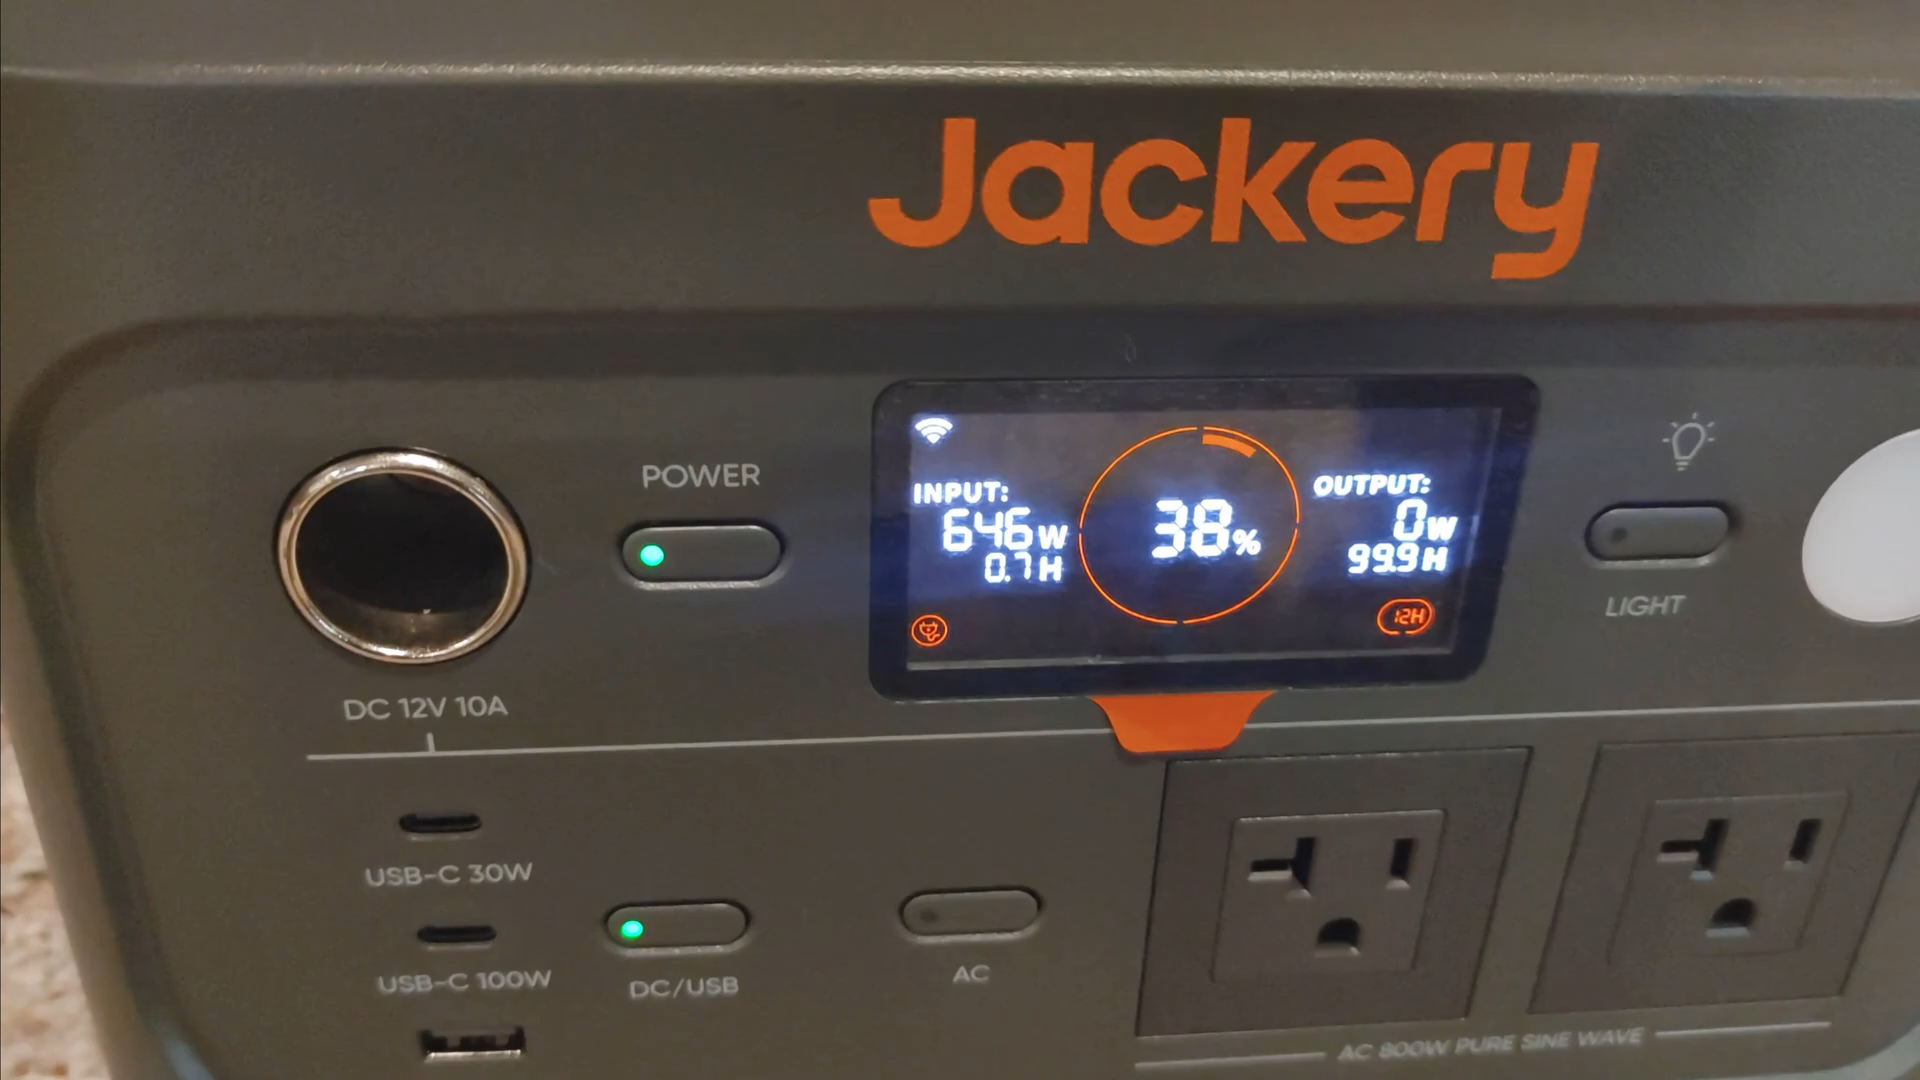 Jackery
POWER
INPUT:
646W
0.7H
38%
OUTPUT:
0W
99.9H
12H
LIGHT
DC 12V 10A
USB-C 30W
USB-C 100W
DC/USB
AC
AC 800W PURE SINE WAVE